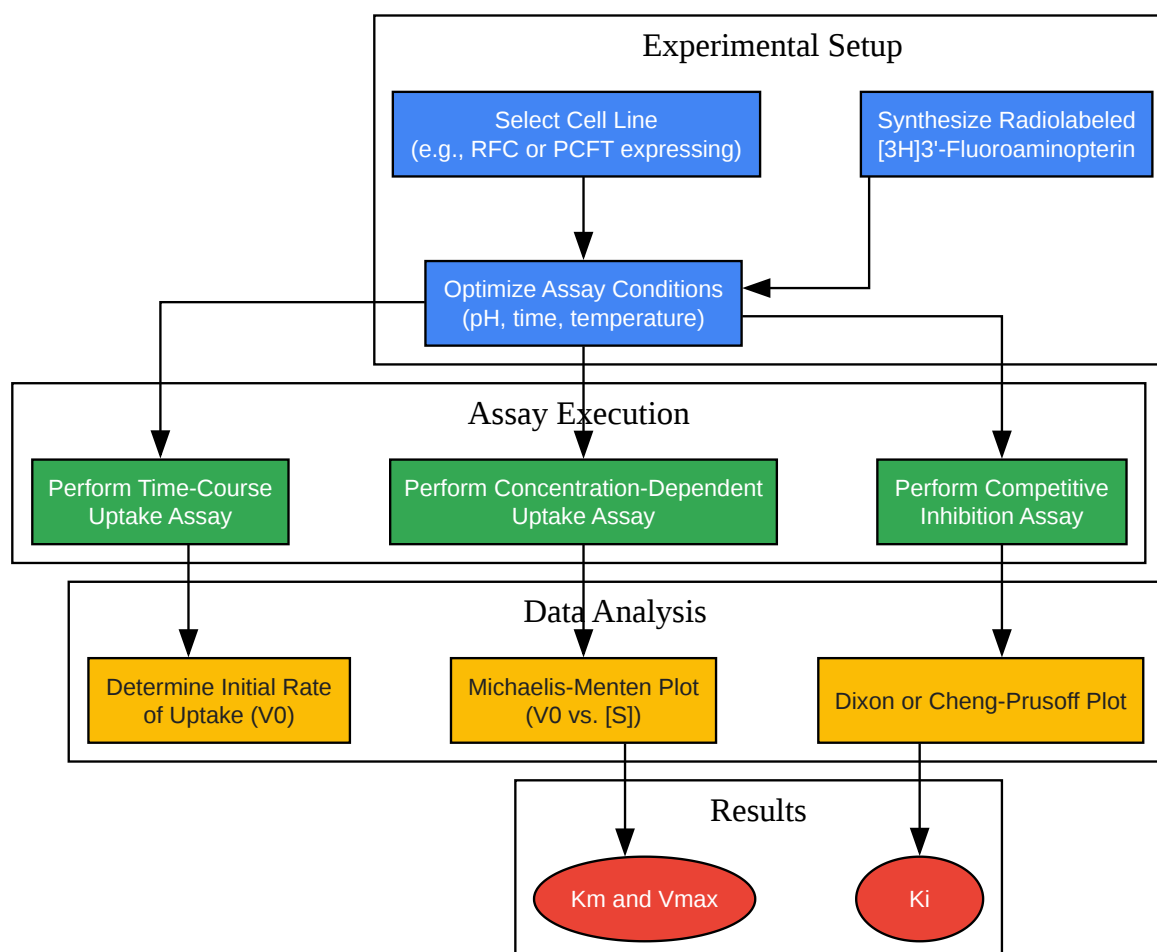 Experimental Setup
Select Cell Line
(e.g., RFC or PCFT expressing)
Synthesize Radiolabeled
[3H]3'-Fluoroaminopterin
Optimize Assay Conditions
(pH, time, temperature)
Assay Execution
Perform Time-Course
Uptake Assay
Perform Concentration-Dependent
Uptake Assay
Perform Competitive
Inhibition Assay
Data Analysis
Determine Initial Rate
of Uptake (V0)
Michaelis-Menten Plot
(V0 vs. [S])
Dixon or Cheng-Prusoff Plot
Results
Km and Vmax
Ki